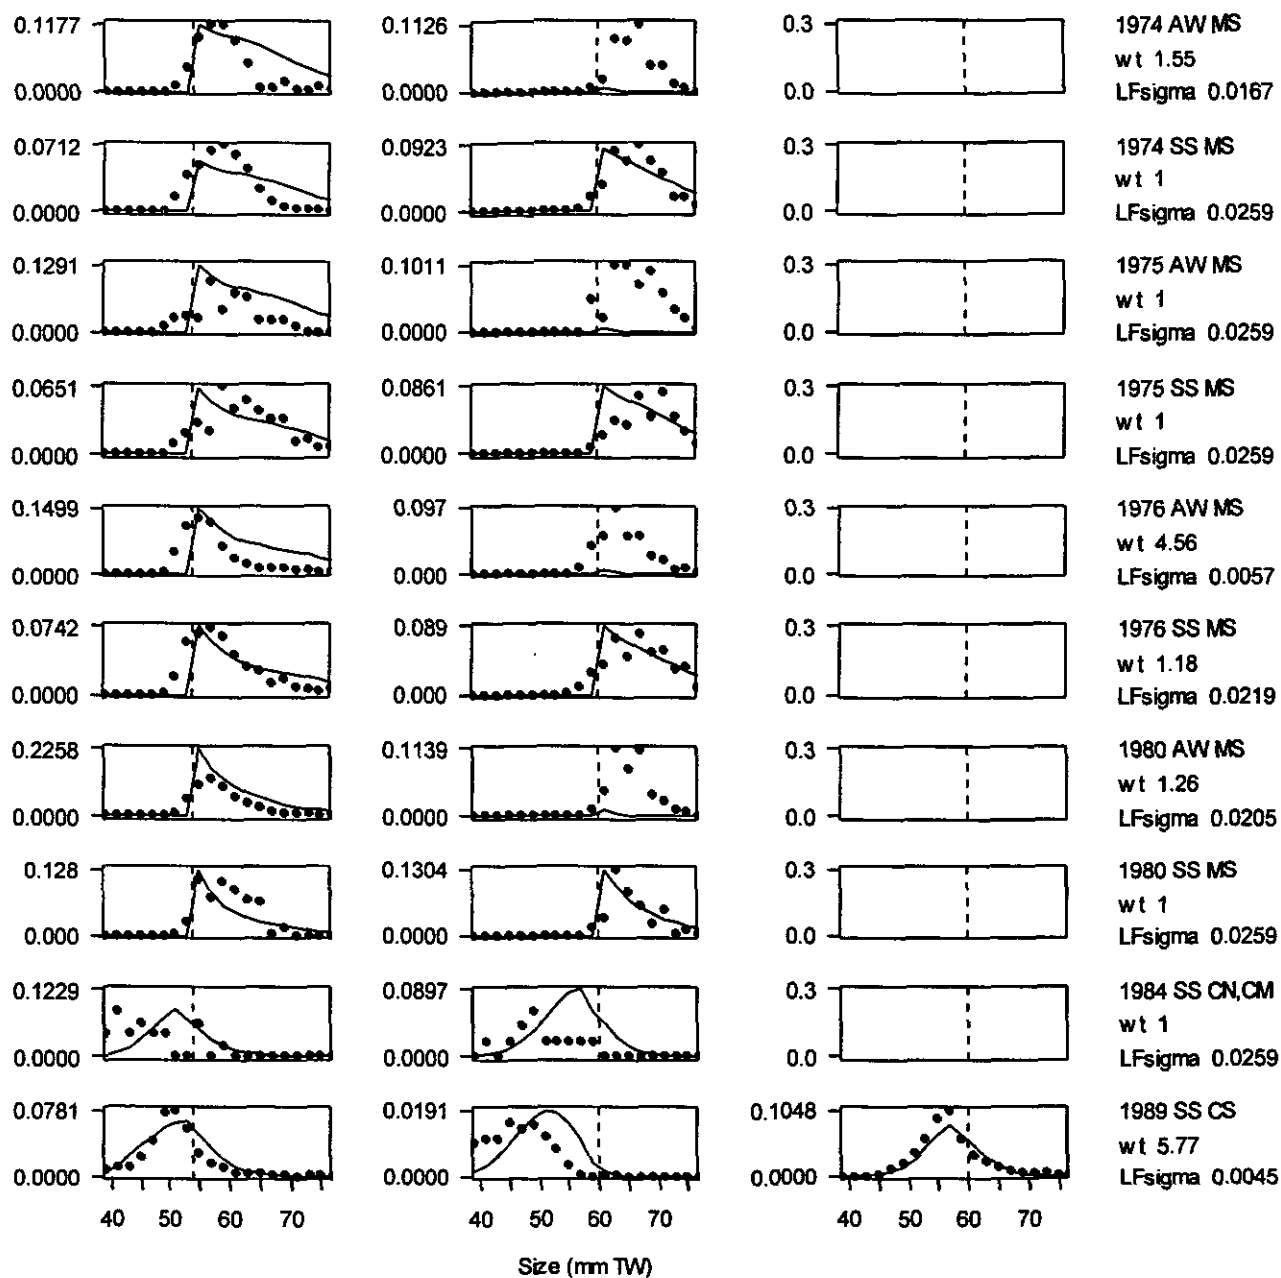 0.1177 0.1126 0.3 1974 AW MS
wt 1.55
0.0000 0.0000 0.0 LFsigma 0.0167
0.0712 0.0923 0.3 1974 SS MS
wt 1
0.0000 0.0000 0.0 LFsigma 0.0259
0.1291 0.1011 0.3 1975 AW MS
wt 1
0.0000 0.0000 0.0 LFsigma 0.0259
0.0651 0.0861 0.3 1975 SS MS
wt 1
0.0000 0.0000 0.0 LFsigma 0.0259
0.1499 0.097 0.3 1976 AW MS
wt 4.56
0.0000 0.000 0.0 LFsigma 0.0057
0.0742 0.089 0.3 1976 SS MS
wt 1.18
0.0000 0.000 0.0 LFsigma 0.0219
0.2258 0.1139 0.3 1980 AW MS
wt 1.26
0.0000 0.0000 0.0 LFsigma 0.0205
0.128 0.1304 0.3 1980 SS MS
wt 1
0.000 0.0000 0.0 LFsigma 0.0259
0.1229 0.0897 0.3 1984 SS CN,CM
wt 1
0.0000 0.0000 0.0 LFsigma 0.0259
0.0781 0.0191 0.1048 1989 SS CS
wt 5.77
0.0000 0.0000 0.0000 LFsigma 0.0045
40 50 60 70 40 50 60 70 40 50 60 70
Size (mm TW)